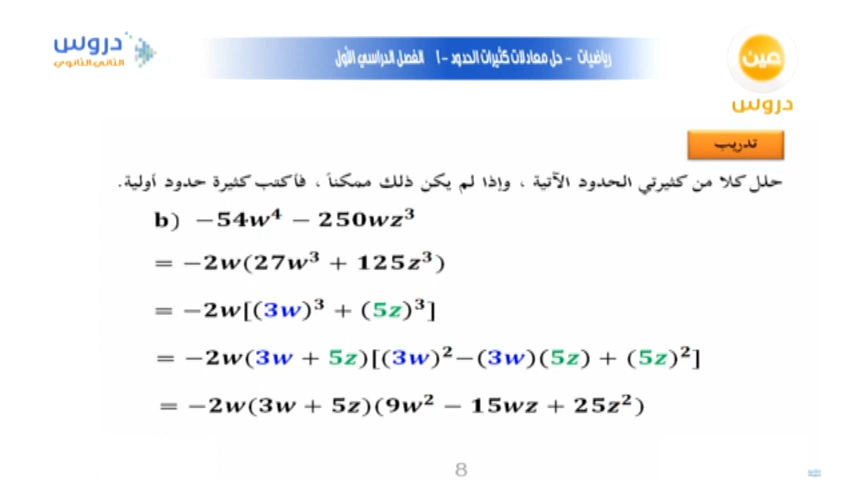 دروس
الثاني الثانوي
رياضيات - حل معادلات كثيرات الحدود -1 الفصل الدراسي الأول
عين
دروس
تدريب
حلل كلا من كثيرتي الحدود الآتية ، وإذا لم يكن ذلك ممكناً ، فأكتب كثيرة حدود أولية.
b) −54w⁴ − 250wz³
= −2w(27w³ + 125z³)
= −2w[(3w)³ + (5z)³]
= −2w(3w + 5z)[(3w)²−(3w)(5z) + (5z)²]
= −2w(3w + 5z)(9w² − 15wz + 25z²)
8